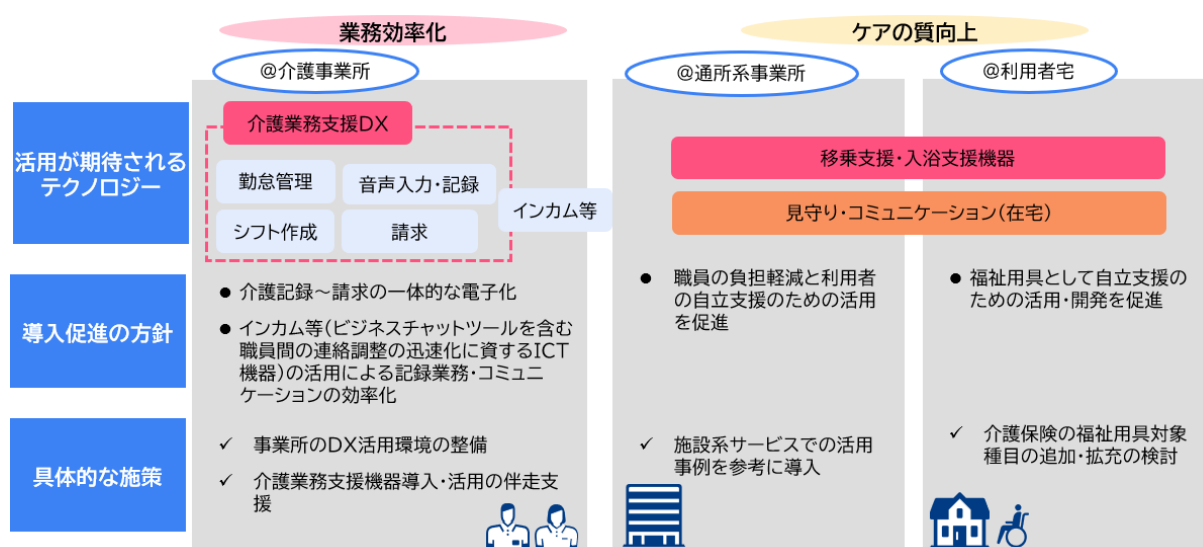 業務効率化
ケアの質向上
@介護事業所
@通所系事業所
@利用者宅
活用が期待される
テクノロジー
介護業務支援DX
勤怠管理
音声入力・記録
シフト作成
請求
インカム等
移乗支援・入浴支援機器
見守り・コミュニケーション(在宅)
導入促進の方針
● 介護記録～請求の一体的な電子化
● インカム等(ビジネスチャットツールを含む
職員間の連絡調整の迅速化に資するICT
機器)の活用による記録業務・コミュニ
ケーションの効率化
● 職員の負担軽減と利用者
の自立支援のための活用
を促進
● 福祉用具として自立支援の
ための活用・開発を促進
具体的な施策
✓ 事業所のDX活用環境の整備
✓ 介護業務支援機器導入・活用の伴走支
援
✓ 施設系サービスでの活用
事例を参考に導入
✓ 介護保険の福祉用具対象
種目の追加・拡充の検討